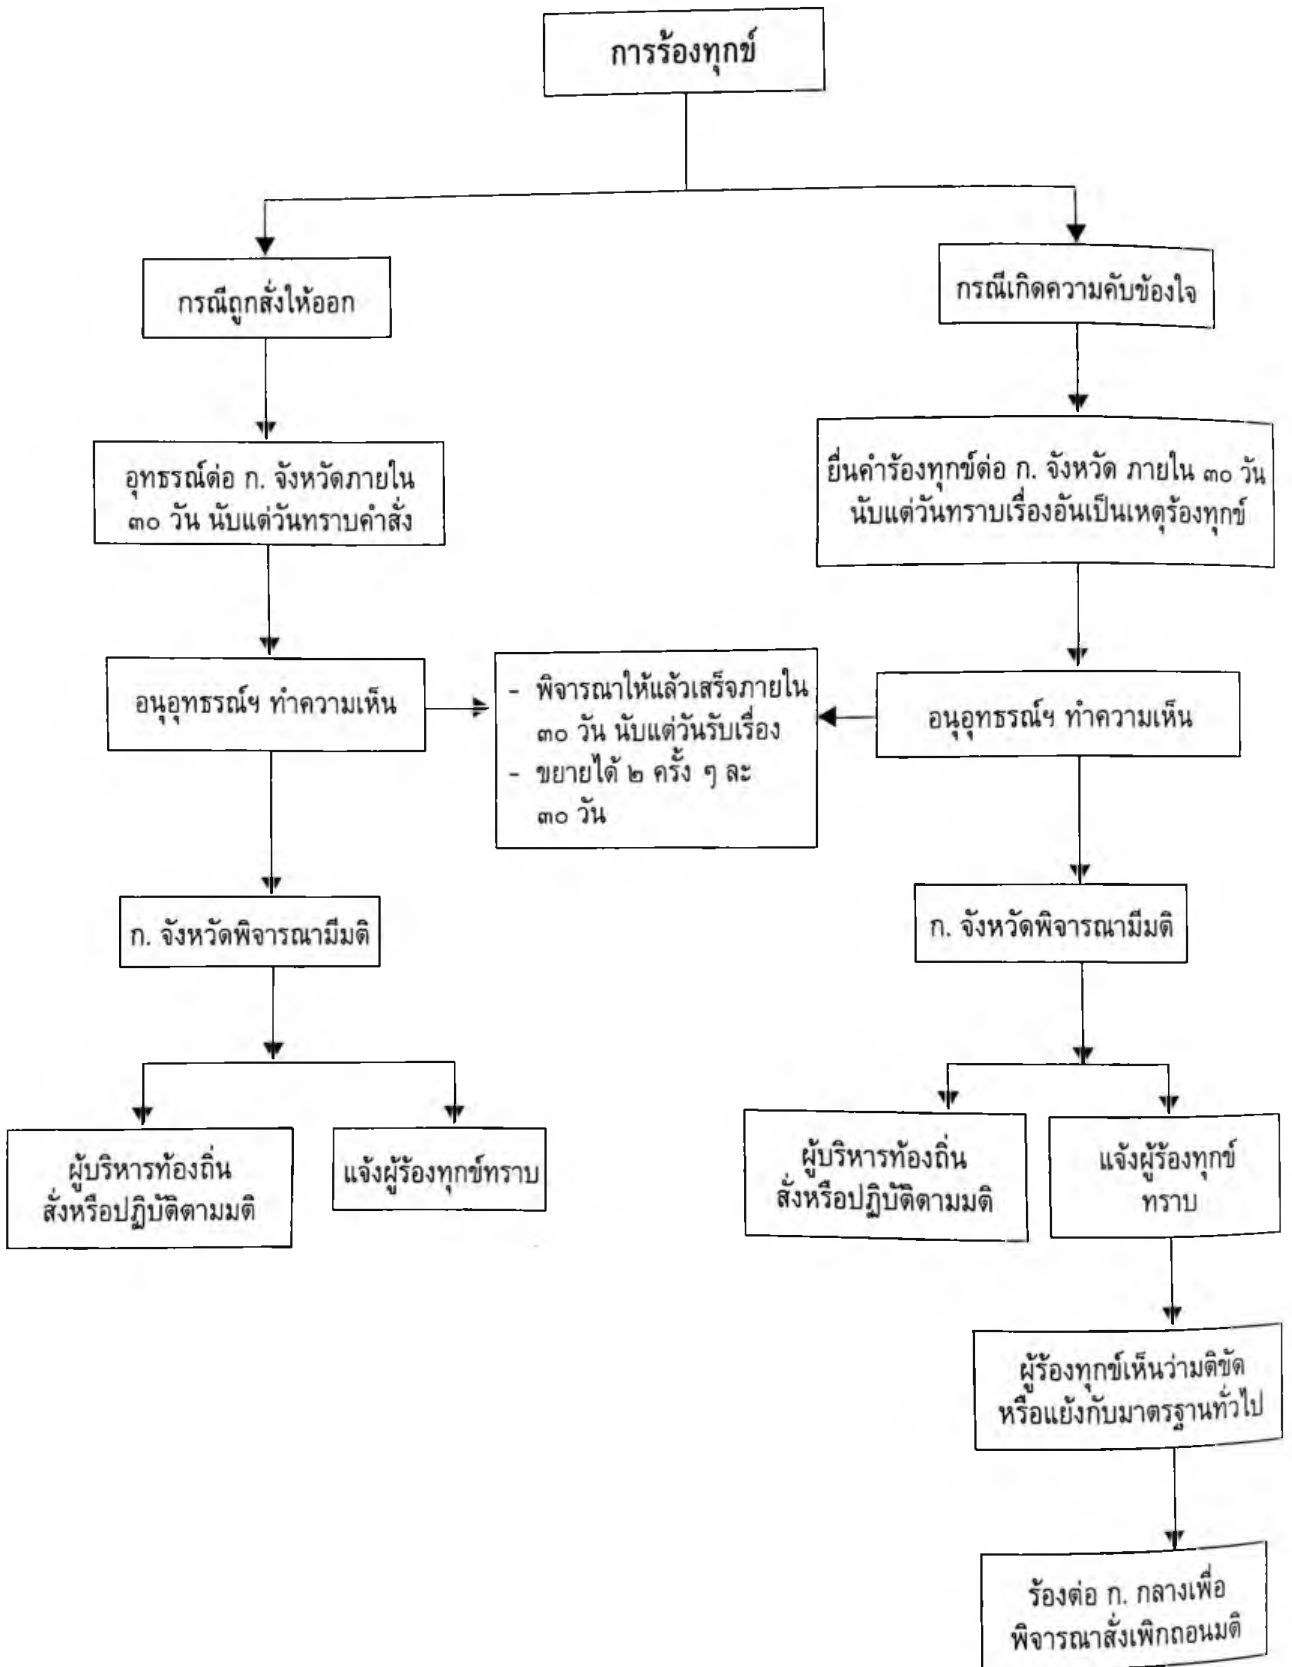 การร้องทุกข์
กรณีถูกสั่งให้ออก
กรณีเกิดความคับข้องใจ
อุทธรณ์ต่อ ก. จังหวัดภายใน
๓๐ วัน นับแต่วันทราบคำสั่ง
ยื่นคำร้องทุกข์ต่อ ก. จังหวัด ภายใน ๓๐ วัน
นับแต่วันทราบเรื่องอันเป็นเหตุร้องทุกข์
อนุอุทธรณ์ฯ ทำความเห็น
- พิจารณาให้แล้วเสร็จภายใน
๓๐ วัน นับแต่วันรับเรื่อง
- ขยายได้ ๒ ครั้ง ๆ ละ
๓๐ วัน
อนุอุทธรณ์ฯ ทำความเห็น
ก. จังหวัดพิจารณามีมติ
ก. จังหวัดพิจารณามีมติ
ผู้บริหารท้องถิ่น
สั่งหรือปฏิบัติตามมติ
แจ้งผู้ร้องทุกข์ทราบ
ผู้บริหารท้องถิ่น
สั่งหรือปฏิบัติตามมติ
แจ้งผู้ร้องทุกข์
ทราบ
ผู้ร้องทุกข์เห็นว่ามติขัด
หรือแย้งกับมาตรฐานทั่วไป
ร้องต่อ ก. กลางเพื่อ
พิจารณาสั่งเพิกถอนมติ